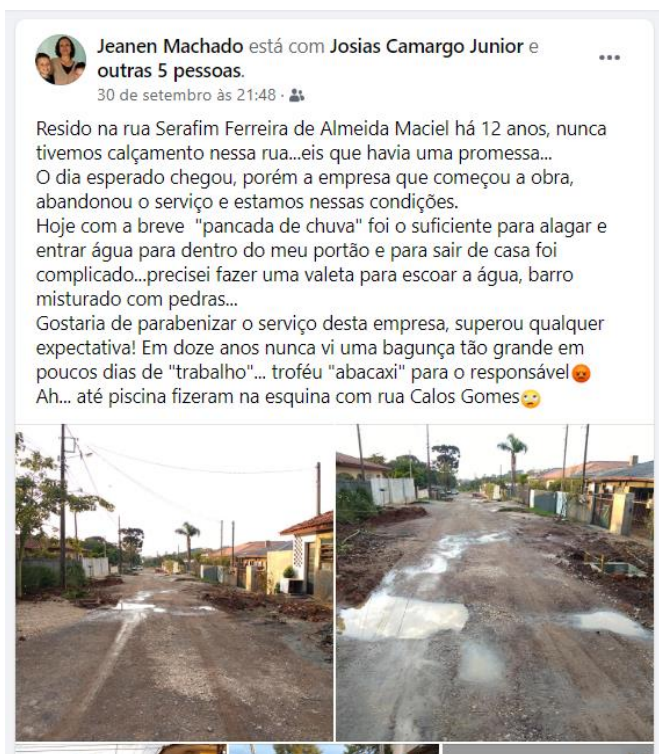 Jeanen Machado está com Josias Camargo Junior e
outras 5 pessoas.
30 de setembro às 21:48 ·
Resido na rua Serafim Ferreira de Almeida Maciel há 12 anos, nunca
tivemos calçamento nessa rua...eis que havia uma promessa...
O dia esperado chegou, porém a empresa que começou a obra,
abandonou o serviço e estamos nessas condições.
Hoje com a breve "pancada de chuva" foi o suficiente para alagar e
entrar água para dentro do meu portão e para sair de casa foi
complicado...precisei fazer uma valeta para escoar a água, barro
misturado com pedras...
Gostaria de parabenizar o serviço desta empresa, superou qualquer
expectativa! Em doze anos nunca vi uma bagunça tão grande em
poucos dias de "trabalho"... troféu "abacaxi" para o responsável😡
Ah... até piscina fizeram na esquina com rua Calos Gomes🙄